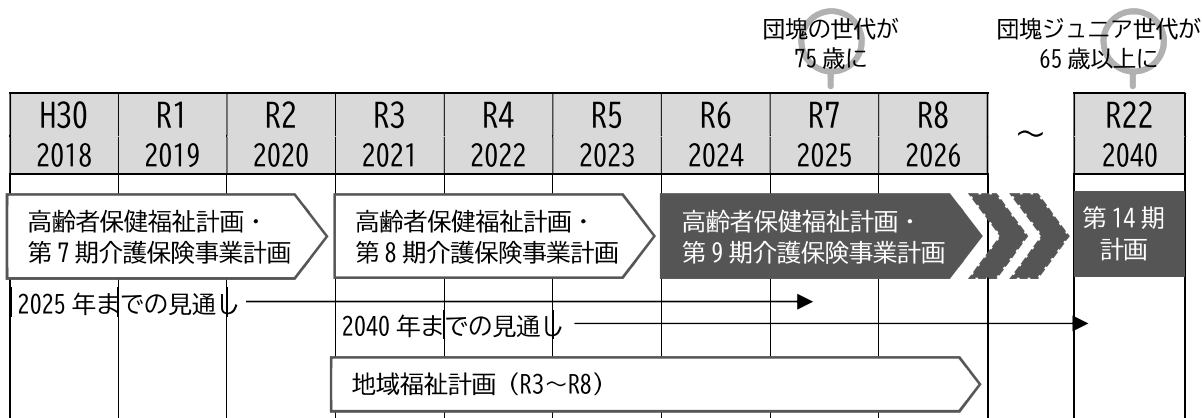 団塊の世代が
75 歳に
団塊ジュニア世代が
65 歳以上に
H30 R1 R2 R3 R4 R5 R6 R7 R8 ～ R22
2018 2019 2020 2021 2022 2023 2024 2025 2026 2040
高齢者保健福祉計画・
第 7 期介護保険事業計画
高齢者保健福祉計画・
第 8 期介護保険事業計画
高齢者保健福祉計画・
第 9 期介護保険事業計画
第 14 期
計画
2025 年までの見通し
2040 年までの見通し
地域福祉計画（R3～R8）